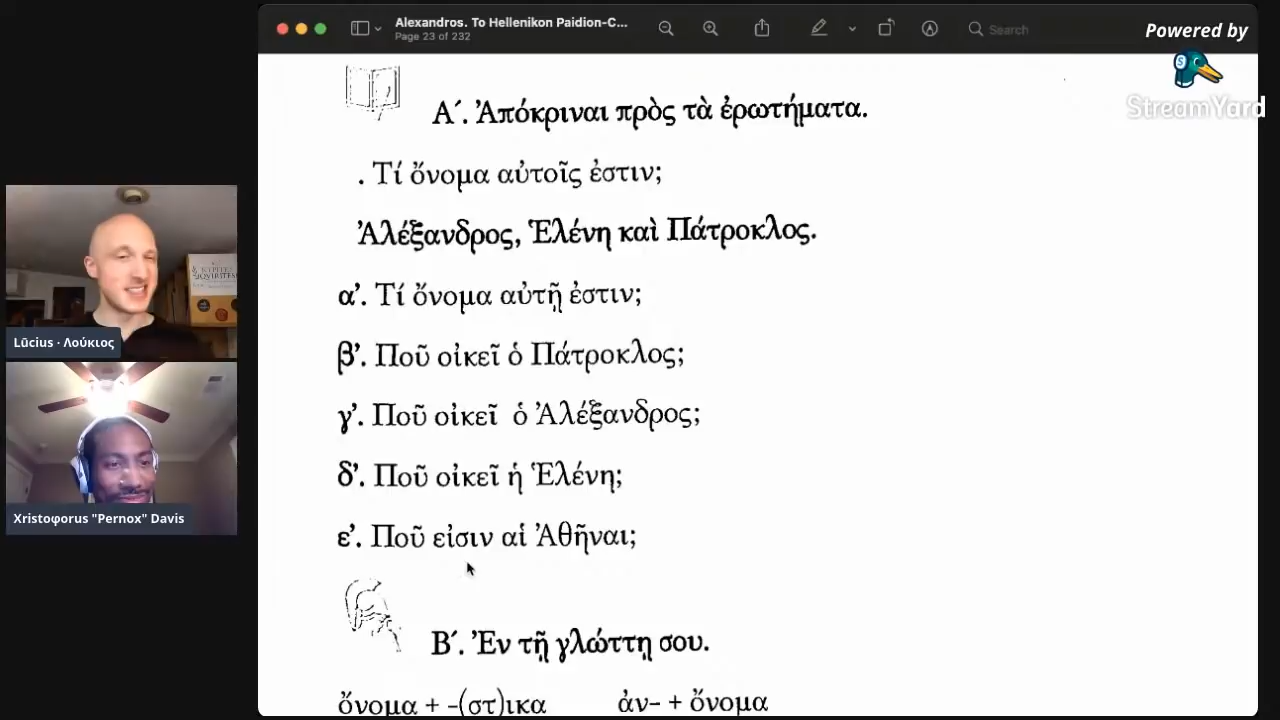 Alexandros. To Hellenikon Paidion-C...
Page 23 of 232
Search
Powered by
StreamYard
Α΄. Ἀπόκριναι πρὸς τὰ ἐρωτήματα.
. Τί ὄνομα αὐτοῖς ἐστιν;
Ἀλέξανδρος, Ἑλένη καὶ Πάτροκλος.
α’. Τί ὄνομα αὐτῇ ἐστιν;
β’. Ποῦ οἰκεῖ ὁ Πάτροκλος;
γ’. Ποῦ οἰκεῖ ὁ Ἀλέξανδρος;
δ’. Ποῦ οἰκεῖ ἡ Ἑλένη;
ε’. Ποῦ εἰσιν αἱ Ἀθῆναι;
Β΄. Ἐν τῇ γλώττῃ σου.
ὄνομα + -(στ)ικα ἀν- + ὄνομα
Lūcius · Λούκιος
Xristoφorus "Pernox" Davis